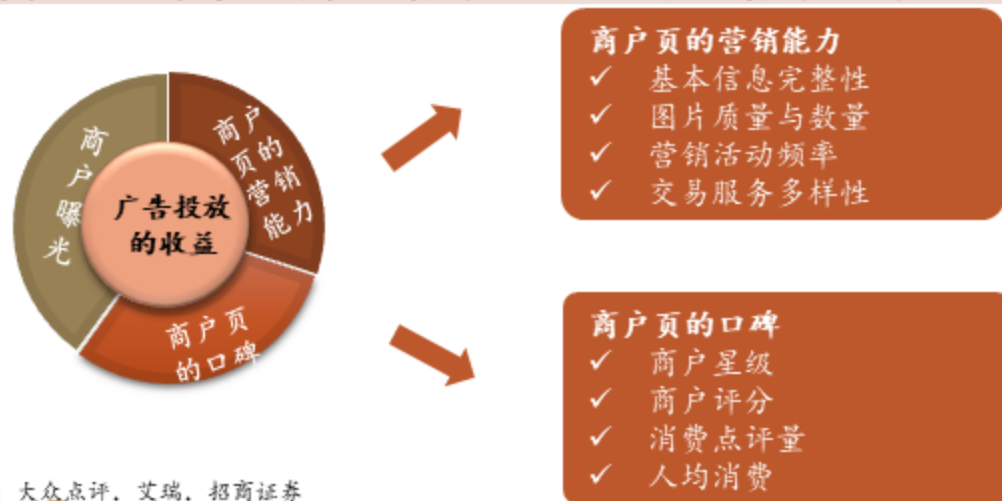 商户曝光
商户页的营销能力
广告投放
的收益
商户页
的口碑
商户页的营销能力
✓ 基本信息完整性
✓ 图片质量与数量
✓ 营销活动频率
✓ 交易服务多样性
商户页的口碑
✓ 商户星级
✓ 商户评分
✓ 消费点评量
✓ 人均消费
大众点评，艾瑞，招商证券